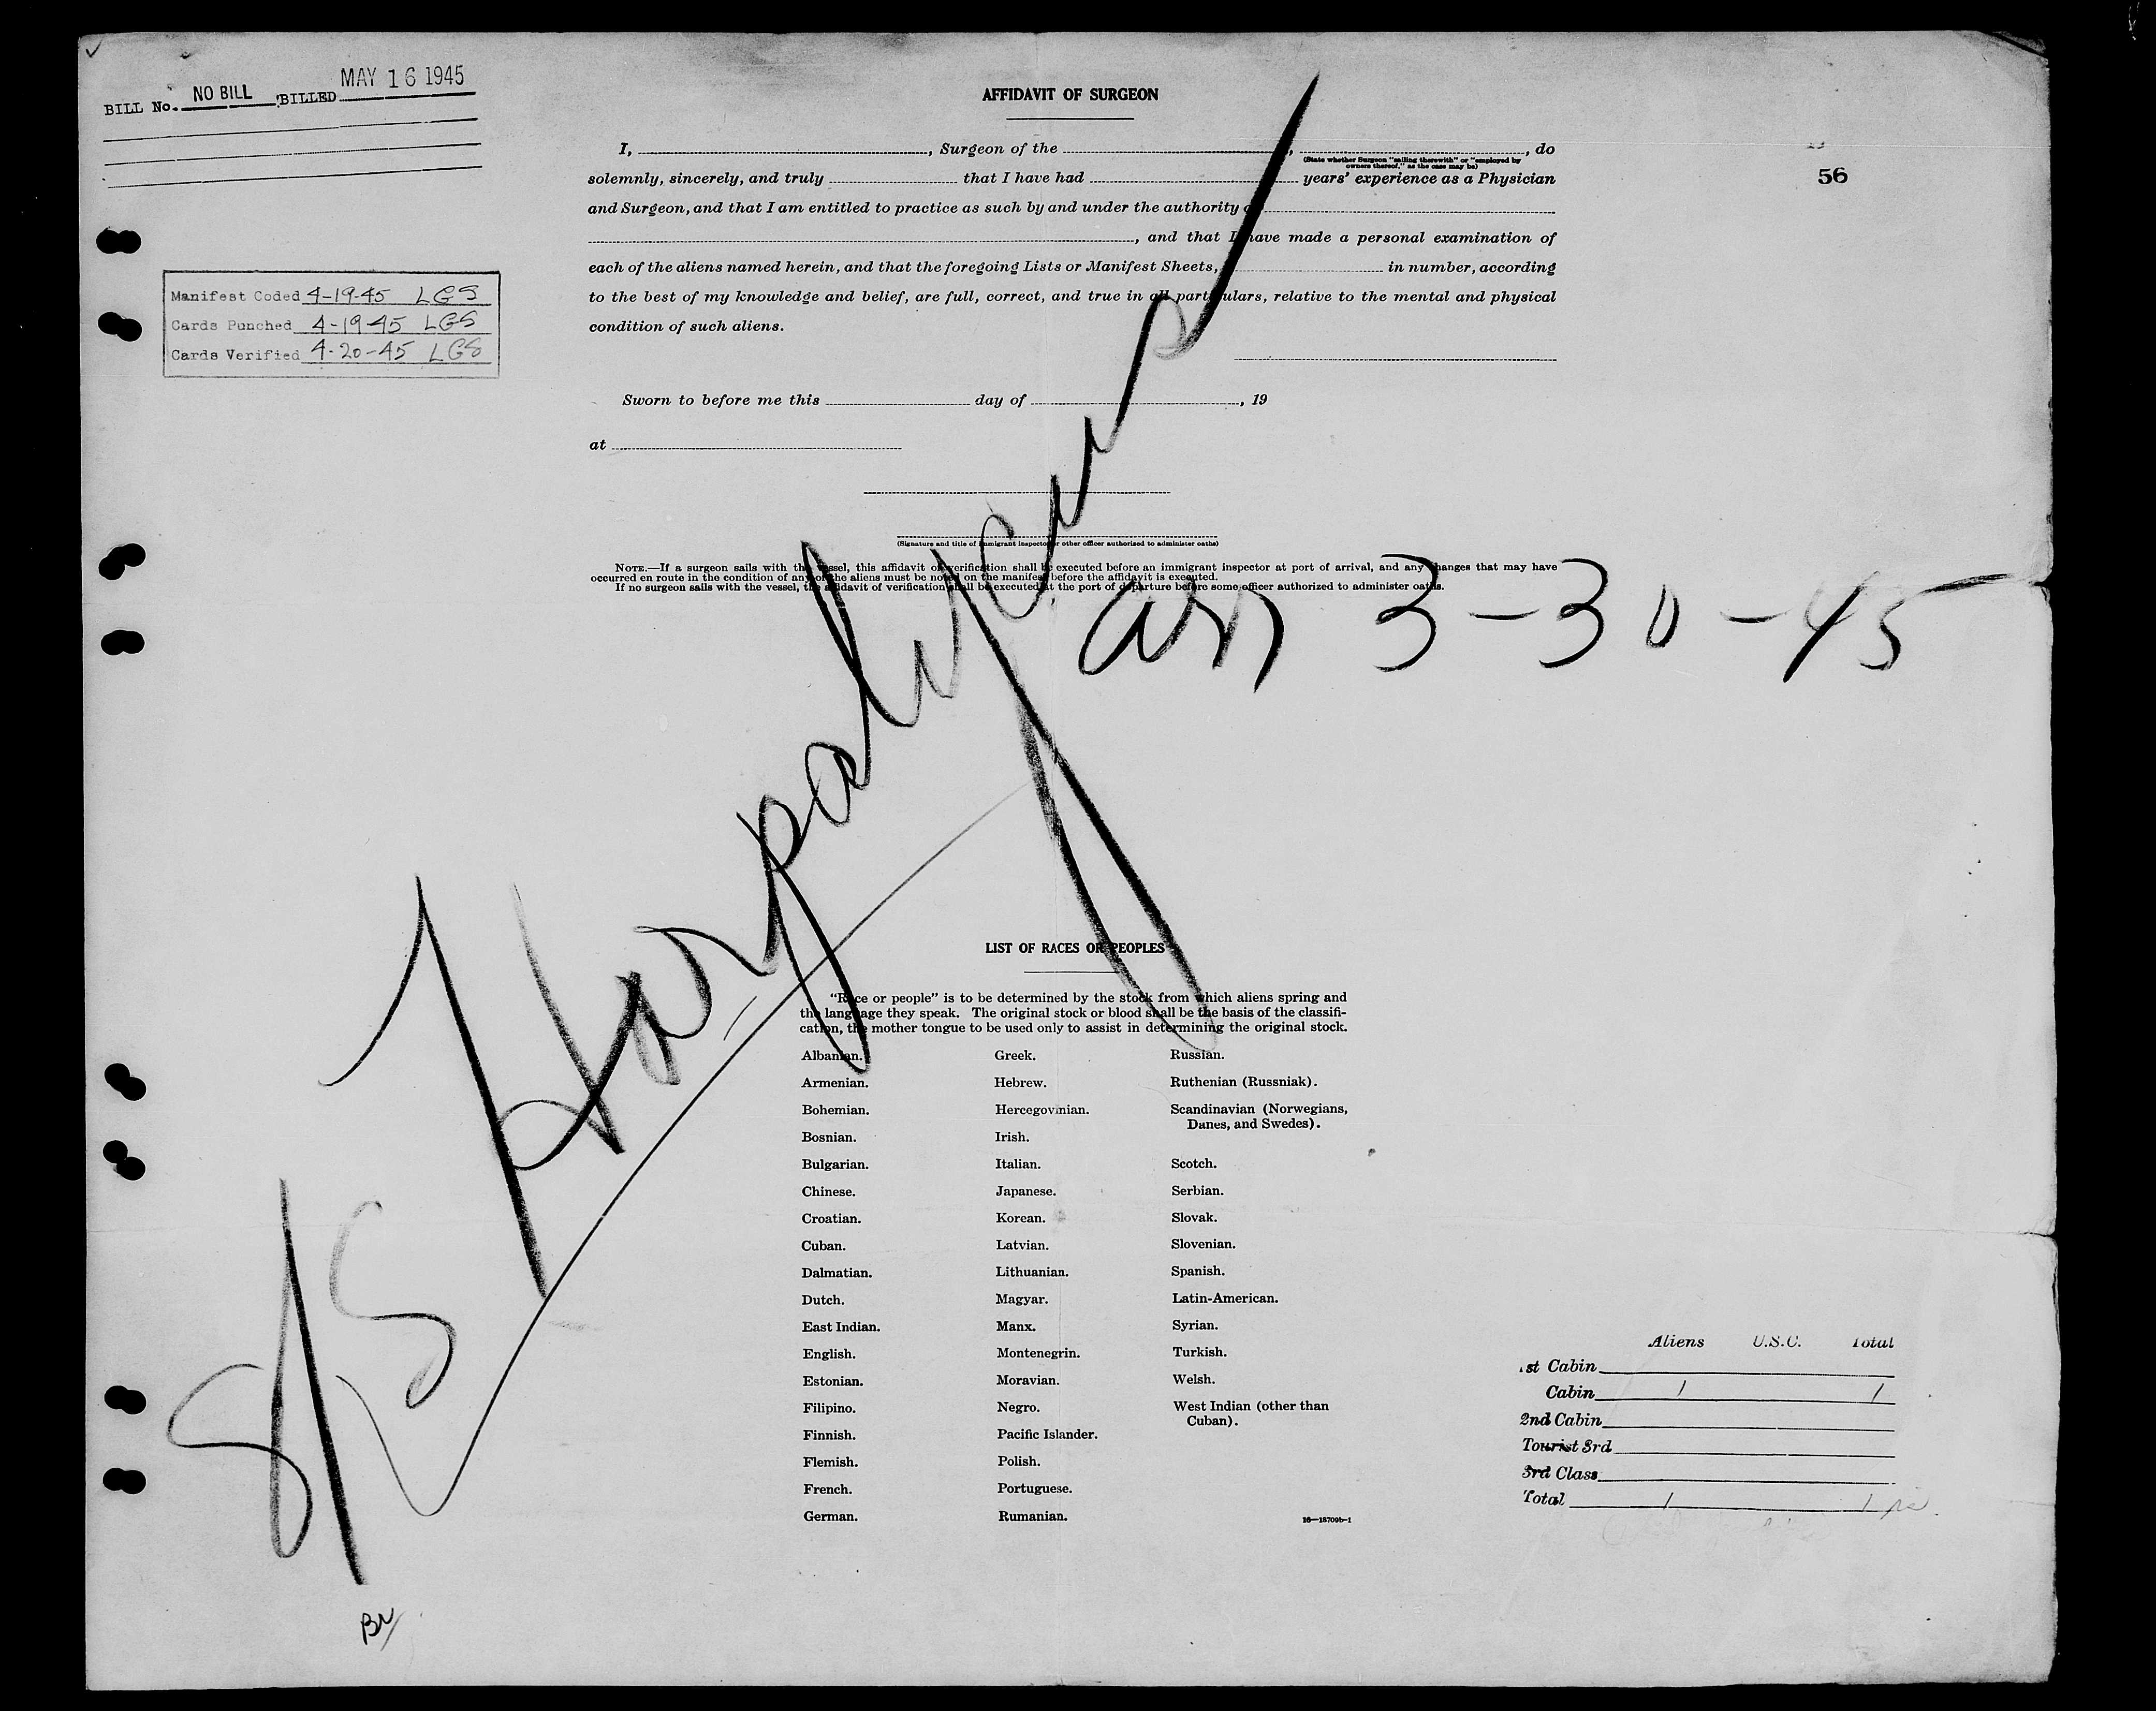 BILL No. NO BILL BILLED MAY 16 1945
Manifest Coded 4-19-45 LGS
Cards Punched 4-19-45 LGS
Cards Verified 4-20-45 LGS
56
AFFIDAVIT OF SURGEON
I, , Surgeon of the , , do
(State whether Surgeon "sailing therewith" or "employed by
owners thereof," as the case may be)
solemnly, sincerely, and truly that I have had years' experience as a Physician
and Surgeon, and that I am entitled to practice as such by and under the authority of
, and that I have made a personal examination of
each of the aliens named herein, and that the foregoing Lists or Manifest Sheets, in number, according
to the best of my knowledge and belief, are full, correct, and true in all particulars, relative to the mental and physical
condition of such aliens.
Sworn to before me this day of , 19
at
(Signature and title of immigrant inspector or other officer authorized to administer oaths)
NOTE.—If a surgeon sails with the vessel, this affidavit of verification shall be executed before an immigrant inspector at port of arrival, and any changes that may have
occurred en route in the condition of any of the aliens must be noted on the manifest before the affidavit is executed.
If no surgeon sails with the vessel, the affidavit of verification shall be executed at the port of departure before some officer authorized to administer oaths.
S/S Harpalycus
arr 3-30-45
LIST OF RACES OR PEOPLES
"Race or people" is to be determined by the stock from which aliens spring and
the language they speak. The original stock or blood shall be the basis of the classifi-
cation, the mother tongue to be used only to assist in determining the original stock.
Albanian.
Armenian.
Bohemian.
Bosnian.
Bulgarian.
Chinese.
Croatian.
Cuban.
Dalmatian.
Dutch.
East Indian.
English.
Estonian.
Filipino.
Finnish.
Flemish.
French.
German.
Greek.
Hebrew.
Hercegovinian.
Irish.
Italian.
Japanese.
Korean.
Latvian.
Lithuanian.
Magyar.
Manx.
Montenegrin.
Moravian.
Negro.
Pacific Islander.
Polish.
Portuguese.
Rumanian.
Russian.
Ruthenian (Russniak).
Scandinavian (Norwegians,
Danes, and Swedes).
Scotch.
Serbian.
Slovak.
Slovenian.
Spanish.
Latin-American.
Syrian.
Turkish.
Welsh.
West Indian (other than
Cuban).
16—18709b-1
Aliens U.S.C. Total
1st Cabin
Cabin 1 1
2nd Cabin
Tourist 3rd
3rd Class
Total 1 1
Br